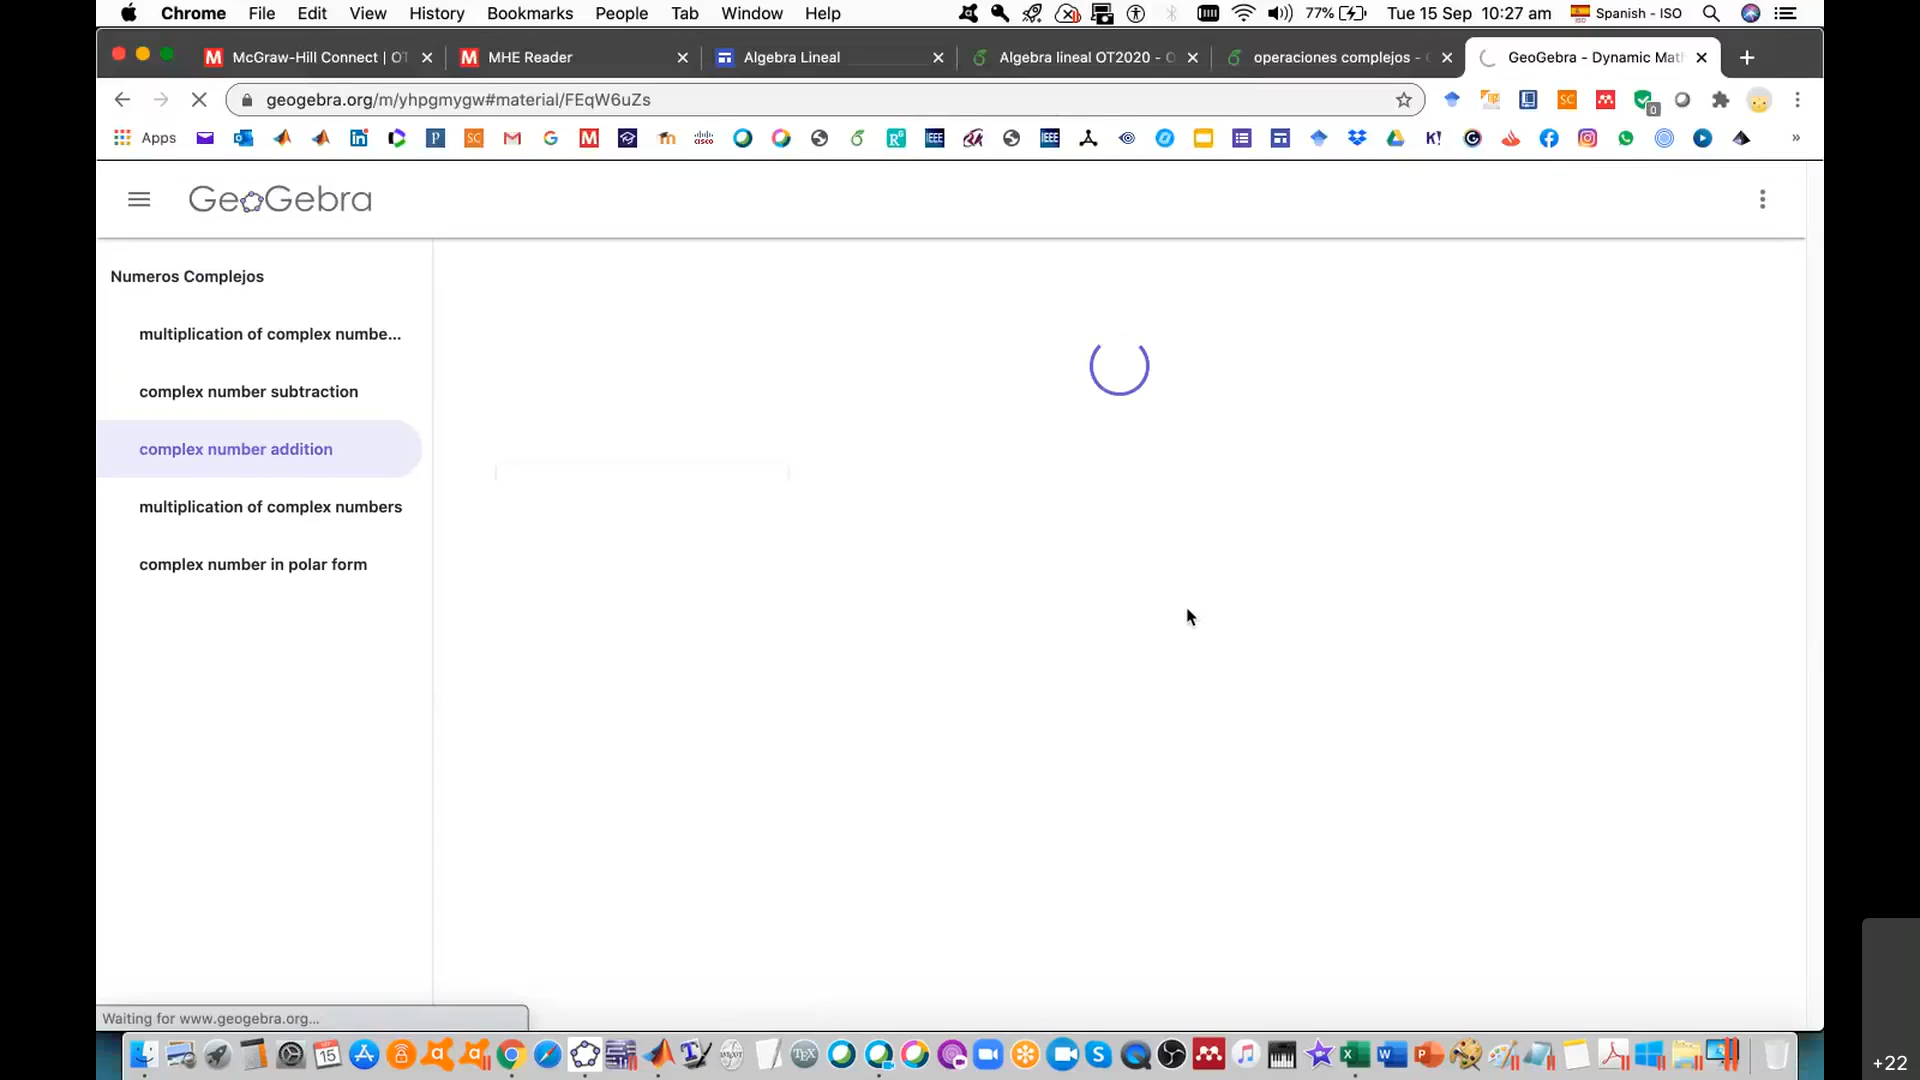 Chrome File Edit View History Bookmarks People Tab Window Help 77% Tue 15 Sep 10:27 am Spanish - ISO
McGraw-Hill Connect | OT MHE Reader Algebra Lineal Algebra lineal OT2020 - O operaciones complejos - GeoGebra - Dynamic Math
geogebra.org/m/yhpgmygw#material/FEqW6uZs
Apps
GeoGebra
Numeros Complejos
multiplication of complex numbe...
complex number subtraction
complex number addition
multiplication of complex numbers
complex number in polar form
Waiting for www.geogebra.org...
+22